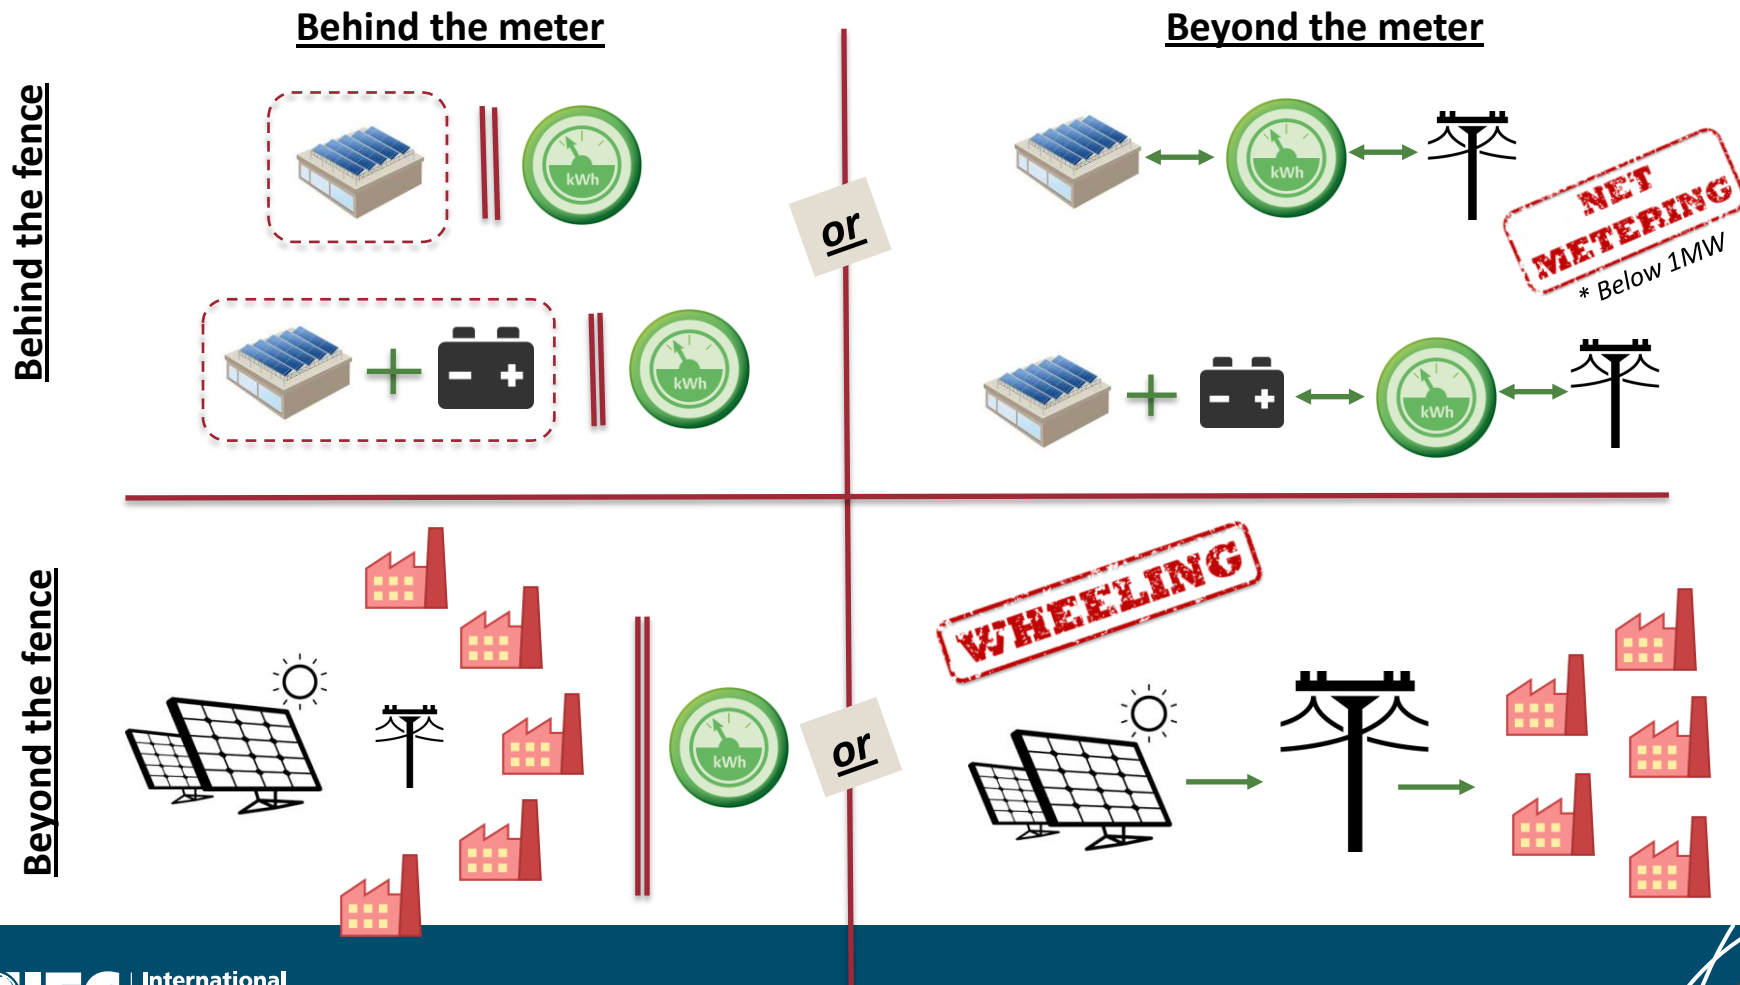 Behind the meter
Beyond the meter
Behind the fence
kWh
kWh
or
NET
METERING
* Below 1MW
kWh
kWh
Beyond the fence
WHEELING
kWh
or
IFC
International